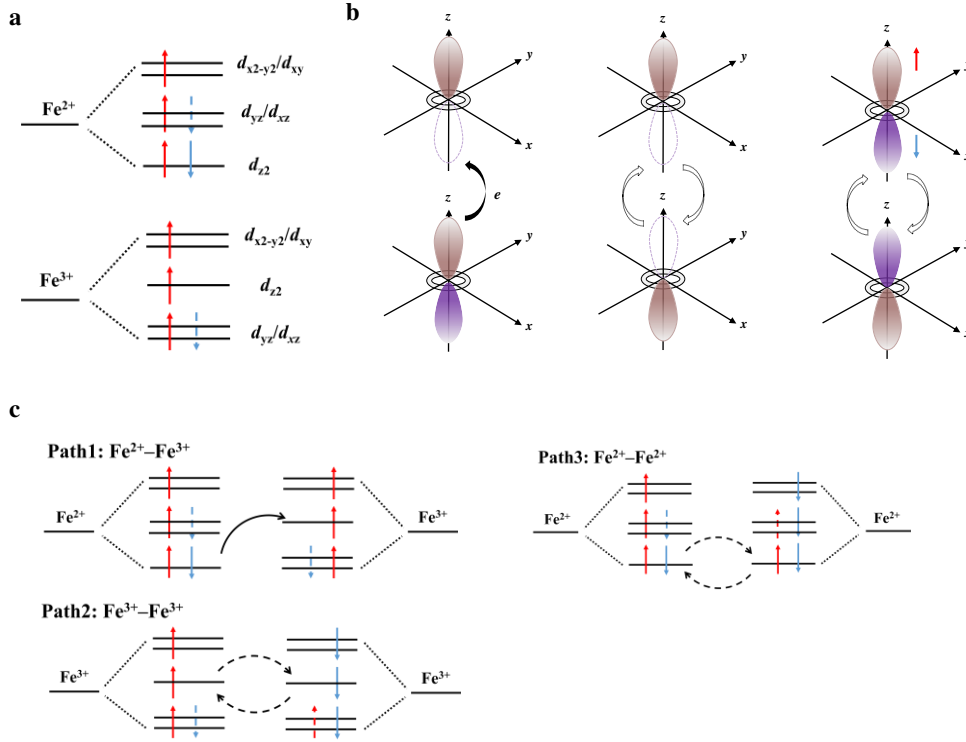 a
Fe2+
dx2-y2/dxy
dyz/dxz
dz2
Fe3+
dx2-y2/dxy
dz2
dyz/dxz
b
z
y
x
z
y
x
z
e
z
y
x
z
y
x
z
c
Path1: Fe2+–Fe3+
Fe2+
Fe3+
Path2: Fe3+–Fe3+
Fe3+
Fe3+
Path3: Fe2+–Fe2+
Fe2+
Fe2+